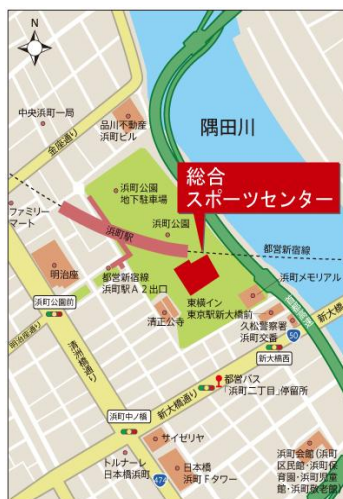 N
中央浜町一局
品川不動産
浜町ビル
金座通り
隅田川
総合
スポーツセンター
浜町公園
地下駐車場
浜町公園
ファミリー
マート
浜町駅
都営新宿線
明治座
都営新宿線
浜町駅A2出口
浜町メモリアル
東横イン
東京駅新大橋前
清正公寺
浜町公園前
明治座通り
清洲橋通り
久松警察署
浜町交番
50
新大橋西
新大橋通り
都営バス
「浜町二丁目」停留所
新大橋通り
浜町中ノ橋
サイゼリヤ
トルナーレ
日本橋浜町
474
日本橋
浜町Fタワー
浜町会館（浜町
区民館・浜町保
育園・浜町児童
館・浜町敬老館）